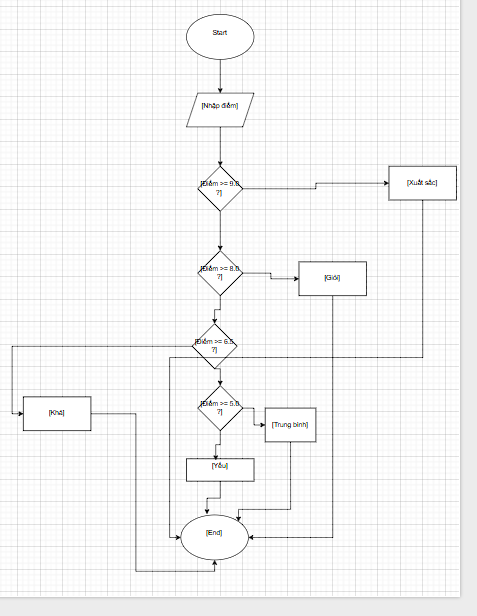 Start
[Nhập điểm]
[Điểm >= 9.0
?]
[Xuất sắc]
[Điểm >= 8.0
?]
[Giỏi]
[Điểm >= 6.5
?]
[Khá]
[Điểm >= 5.0
?]
[Trung bình]
[Yếu]
[End]